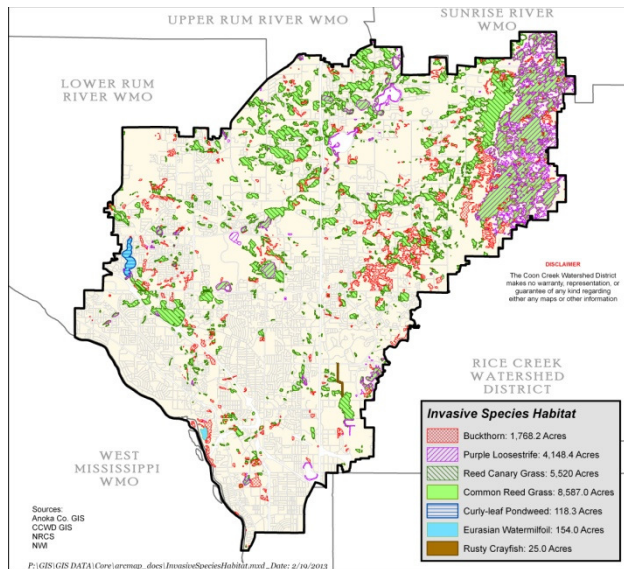 UPPER RUM RIVER WMO
SUNRISE RIVER
WMO
LOWER RUM
RIVER WMO
DISCLAIMER
The Coon Creek Watershed District
makes no warranty, representation, or
guarantee of any kind regarding
either any maps or other information
RICE CREEK
WATERSHED
DISTRICT
WEST
MISSISSIPPI
WMO
Invasive Species Habitat
Buckthorn: 1,768.2 Acres
Purple Loosestrife: 4,148.4 Acres
Reed Canary Grass: 5,520 Acres
Common Reed Grass: 8,587.0 Acres
Curly-leaf Pondweed: 118.3 Acres
Eurasian Watermilfoil: 154.0 Acres
Rusty Crayfish: 25.0 Acres
Sources:
Anoka Co. GIS
CCWD GIS
NRCS
NWI
P:\GIS\GIS DATA\Core\arcmap_docs\InvasiveSpeciesHabitat.mxd_Date: 2/19/2013